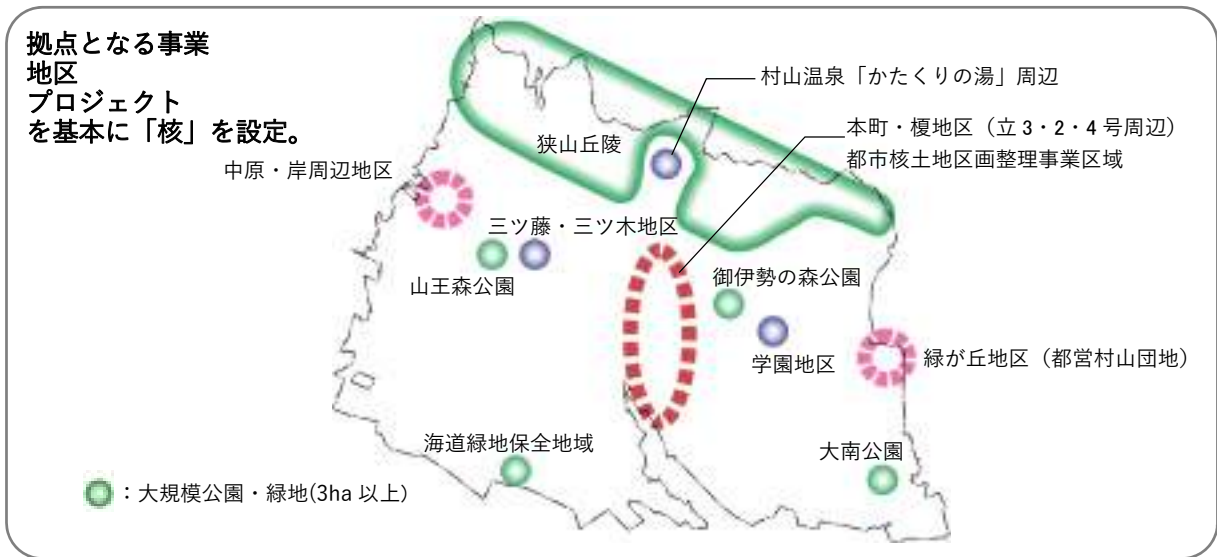 拠点となる事業
地区
プロジェクト
を基本に「核」を設定。
村山温泉「かたくりの湯」周辺
本町・榎地区（立3・2・4号周辺）
都市核土地区画整理事業区域
狭山丘陵
中原・岸周辺地区
三ツ藤・三ツ木地区
山王森公園
御伊勢の森公園
学園地区
緑が丘地区（都営村山団地）
海道緑地保全地域
大南公園
：大規模公園・緑地(3ha 以上)